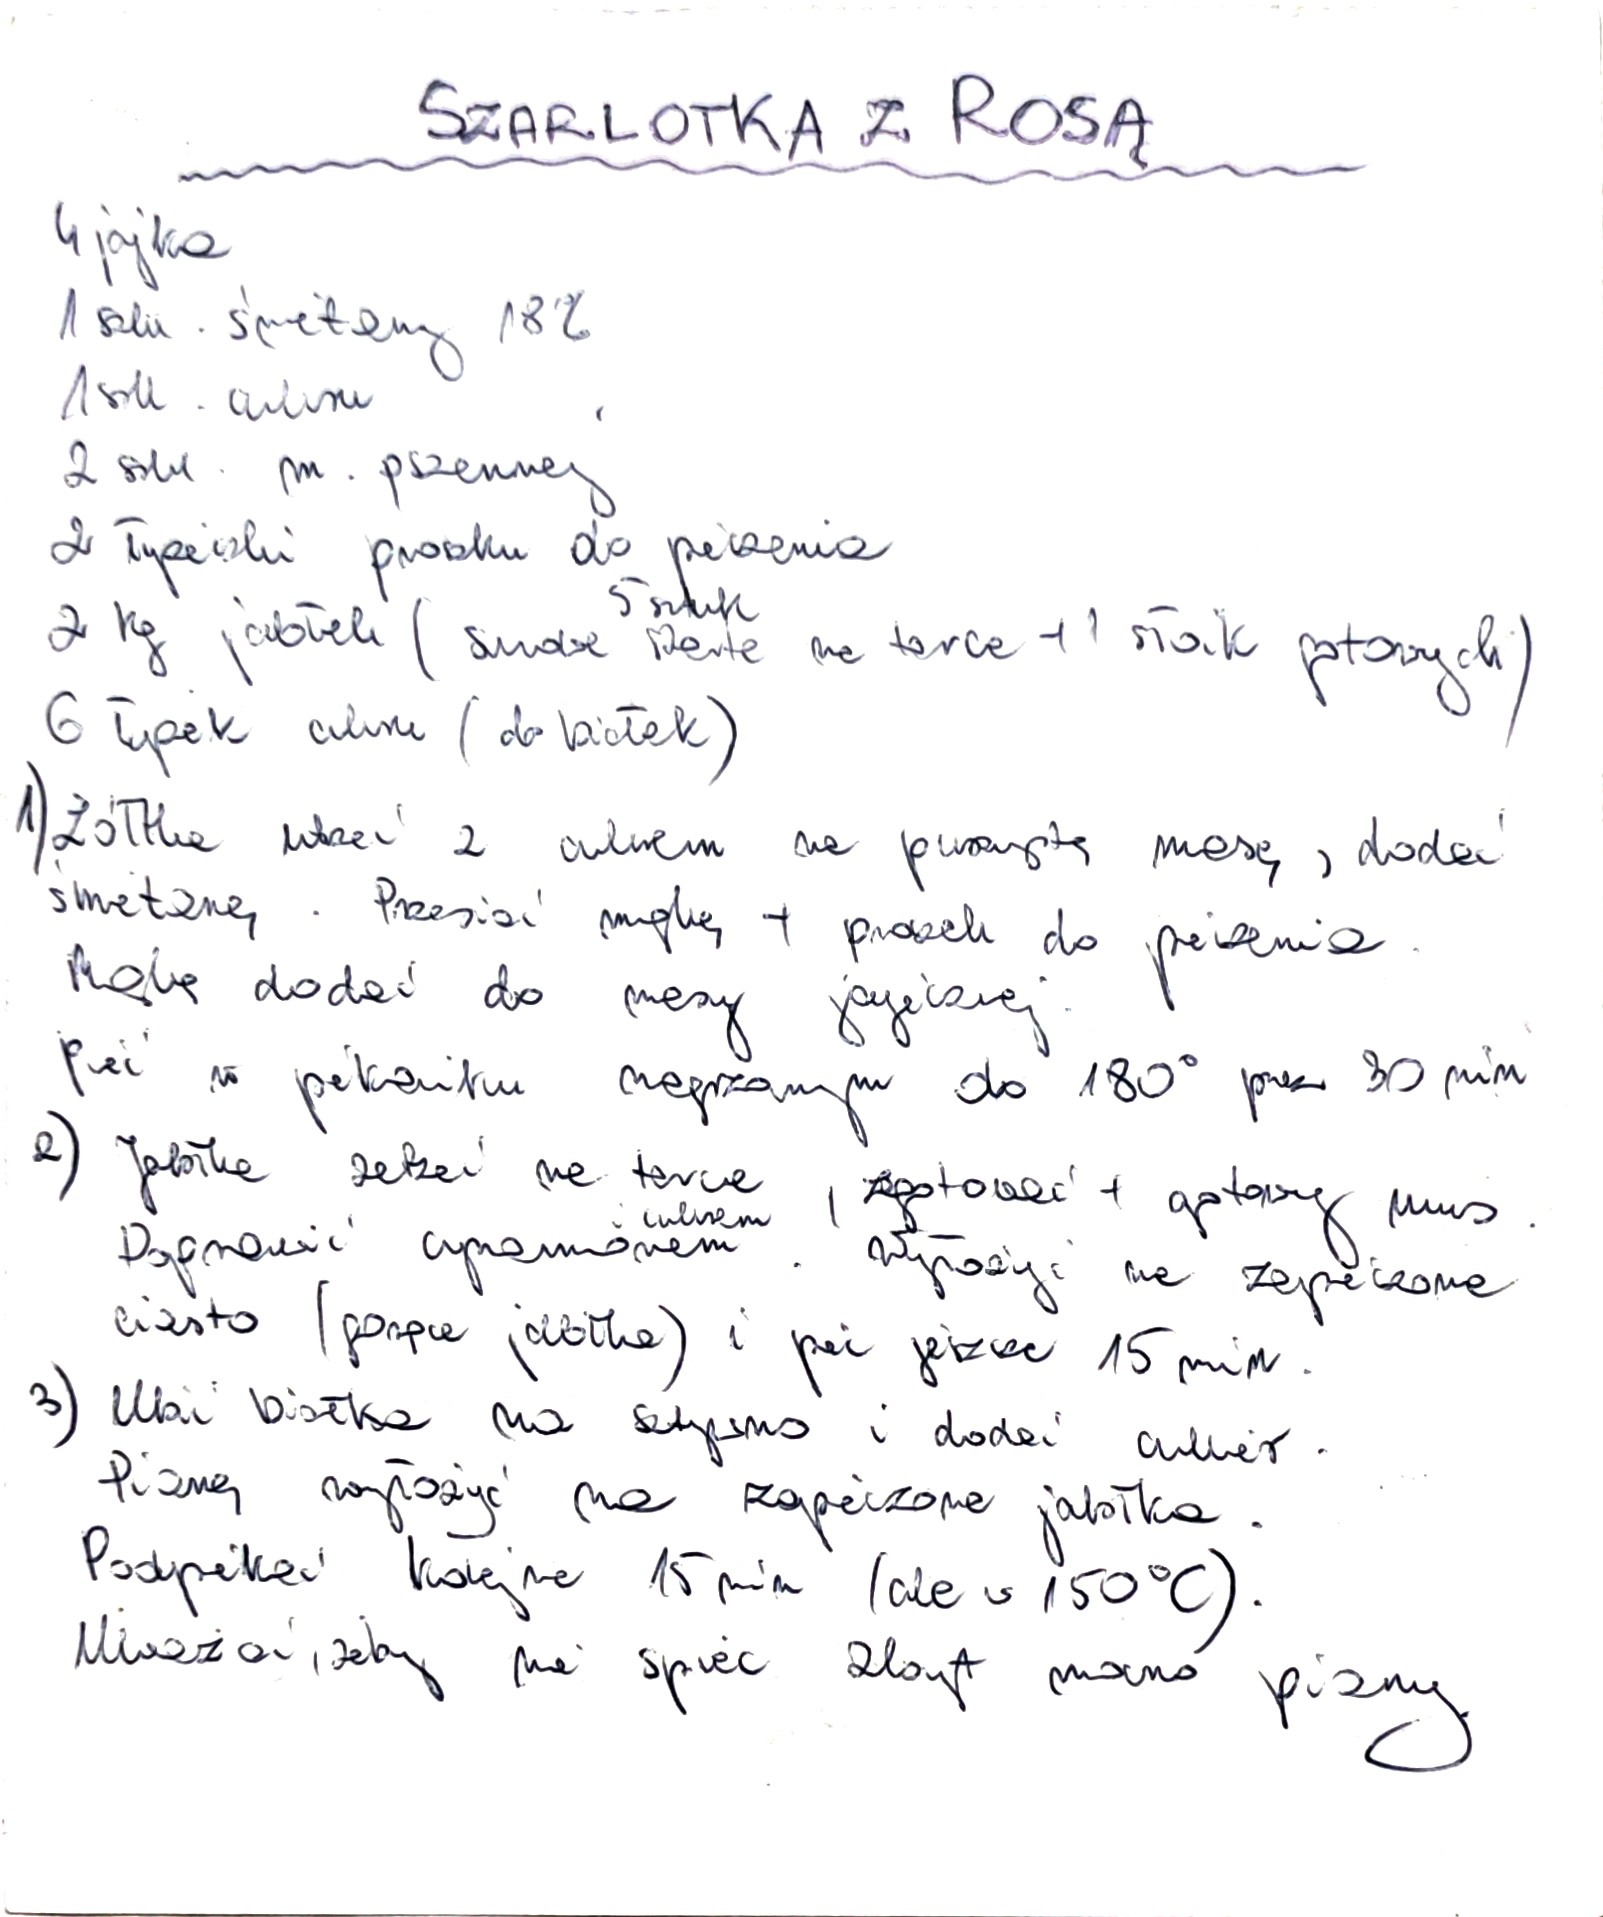 SZARLOTKA Z ROSĄ
4 jajka
1 szkl. śmietany 18%
1 szkl. cukru
2 szkl. m. pszennej
2 łyżeczki proszku do pieczenia
5 sztuk
2 kg jabłek ( starte na tarce + 1 słoik gotowych)
6 łyżek cukru (do białek)
1) Żółtka utrzeć z cukrem na puszystą masę, dodać
śmietanę. Przesiać mąkę + proszek do pieczenia.
Mąkę dodać do masy jajecznej.
Piec w piekarniku nagrzanym do 180° przez 30 min
2) Jabłka zetrzeć na tarce, zgotować + gotowy mus.
i cukrem
Doprawić cynamonem. Wyłożyć na zapieczone
ciasto (gorące jabłka) i piec jeszcze 15 min.
3) Ubić białka na sztywno i dodać cukier.
Pianę wyłożyć na zapieczone jabłka.
Podpiekać kolejne 15 min (ale w 150°C).
Uważać, żeby nie spiec zbyt mocno piany